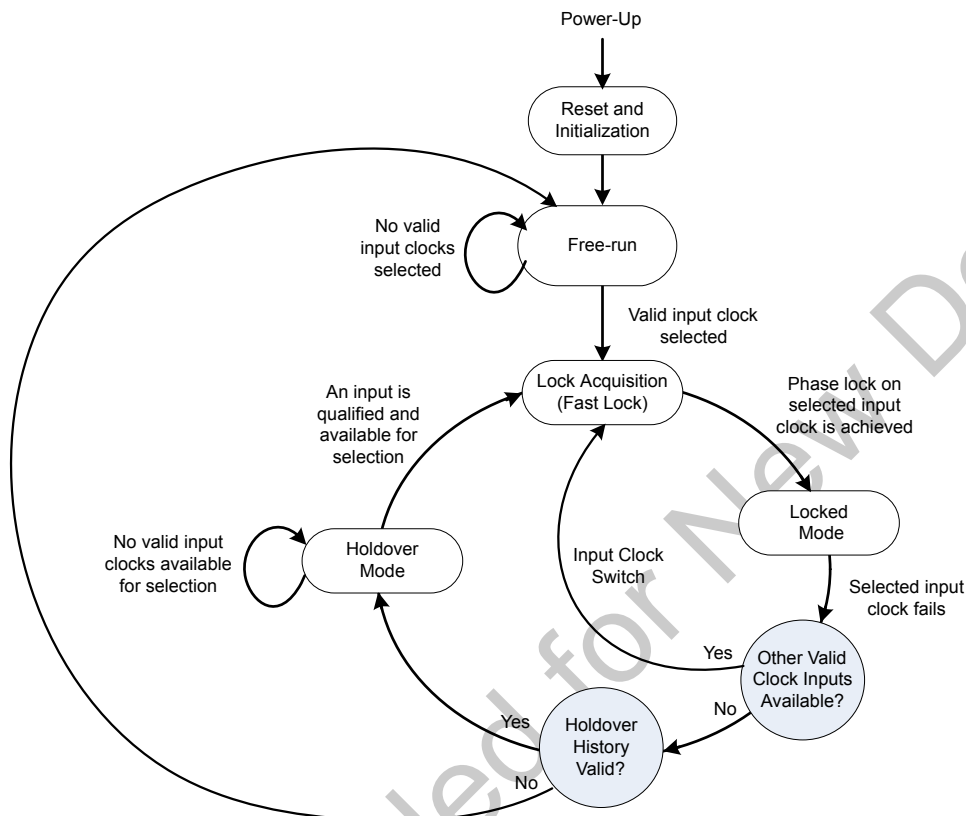 Power-Up
Reset and
Initialization
No valid
input clocks
selected
Free-run
Valid input clock
selected
An input is
qualified and
available for
selection
Lock Acquisition
(Fast Lock)
Phase lock on
selected input
clock is achieved
No valid input
clocks available
for selection
Holdover
Mode
Input Clock
Switch
Locked
Mode
Selected input
clock fails
Yes
Other Valid
Clock Inputs
Available?
No
Yes
Holdover
History
Valid?
No
for New